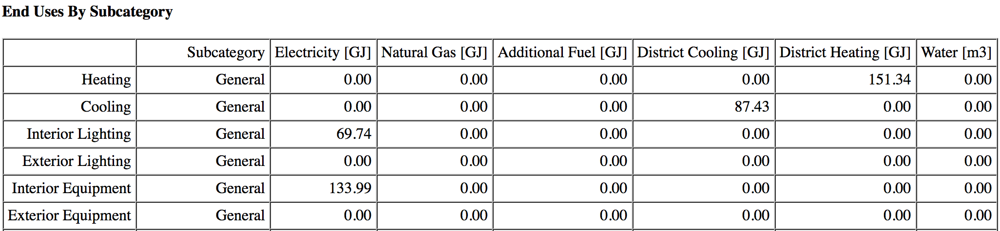 End Uses By Subcategory
Subcategory Electricity [GJ] Natural Gas [GJ] Additional Fuel [GJ] District Cooling [GJ] District Heating [GJ] Water [m3]
Heating General 0.00 0.00 0.00 0.00 151.34 0.00
Cooling General 0.00 0.00 0.00 87.43 0.00 0.00
Interior Lighting General 69.74 0.00 0.00 0.00 0.00 0.00
Exterior Lighting General 0.00 0.00 0.00 0.00 0.00 0.00
Interior Equipment General 133.99 0.00 0.00 0.00 0.00 0.00
Exterior Equipment General 0.00 0.00 0.00 0.00 0.00 0.00